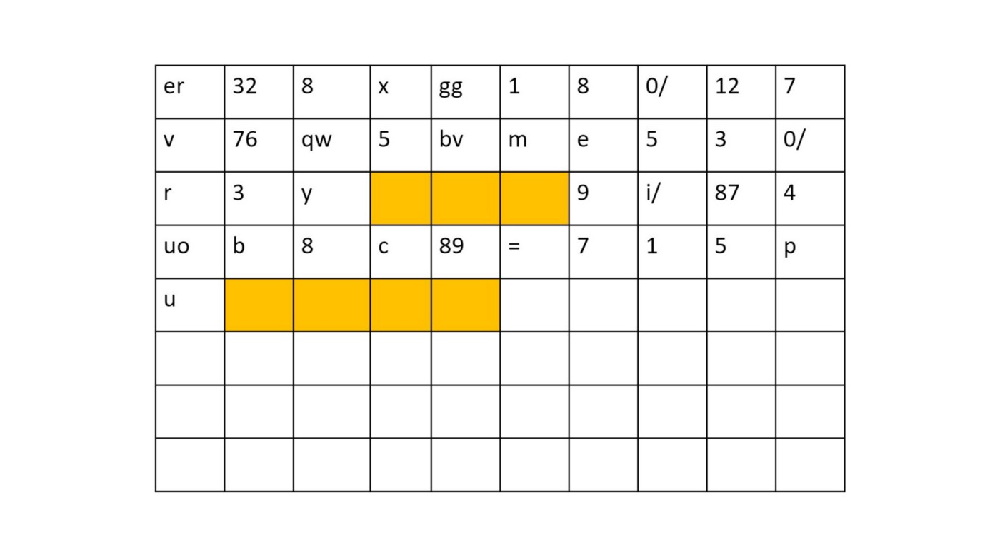 er 32 8 x gg 1 8 0/ 12 7
v 76 qw 5 bv m e 5 3 0/
r 3 y 9 i/ 87 4
uo b 8 c 89 = 7 1 5 p
u